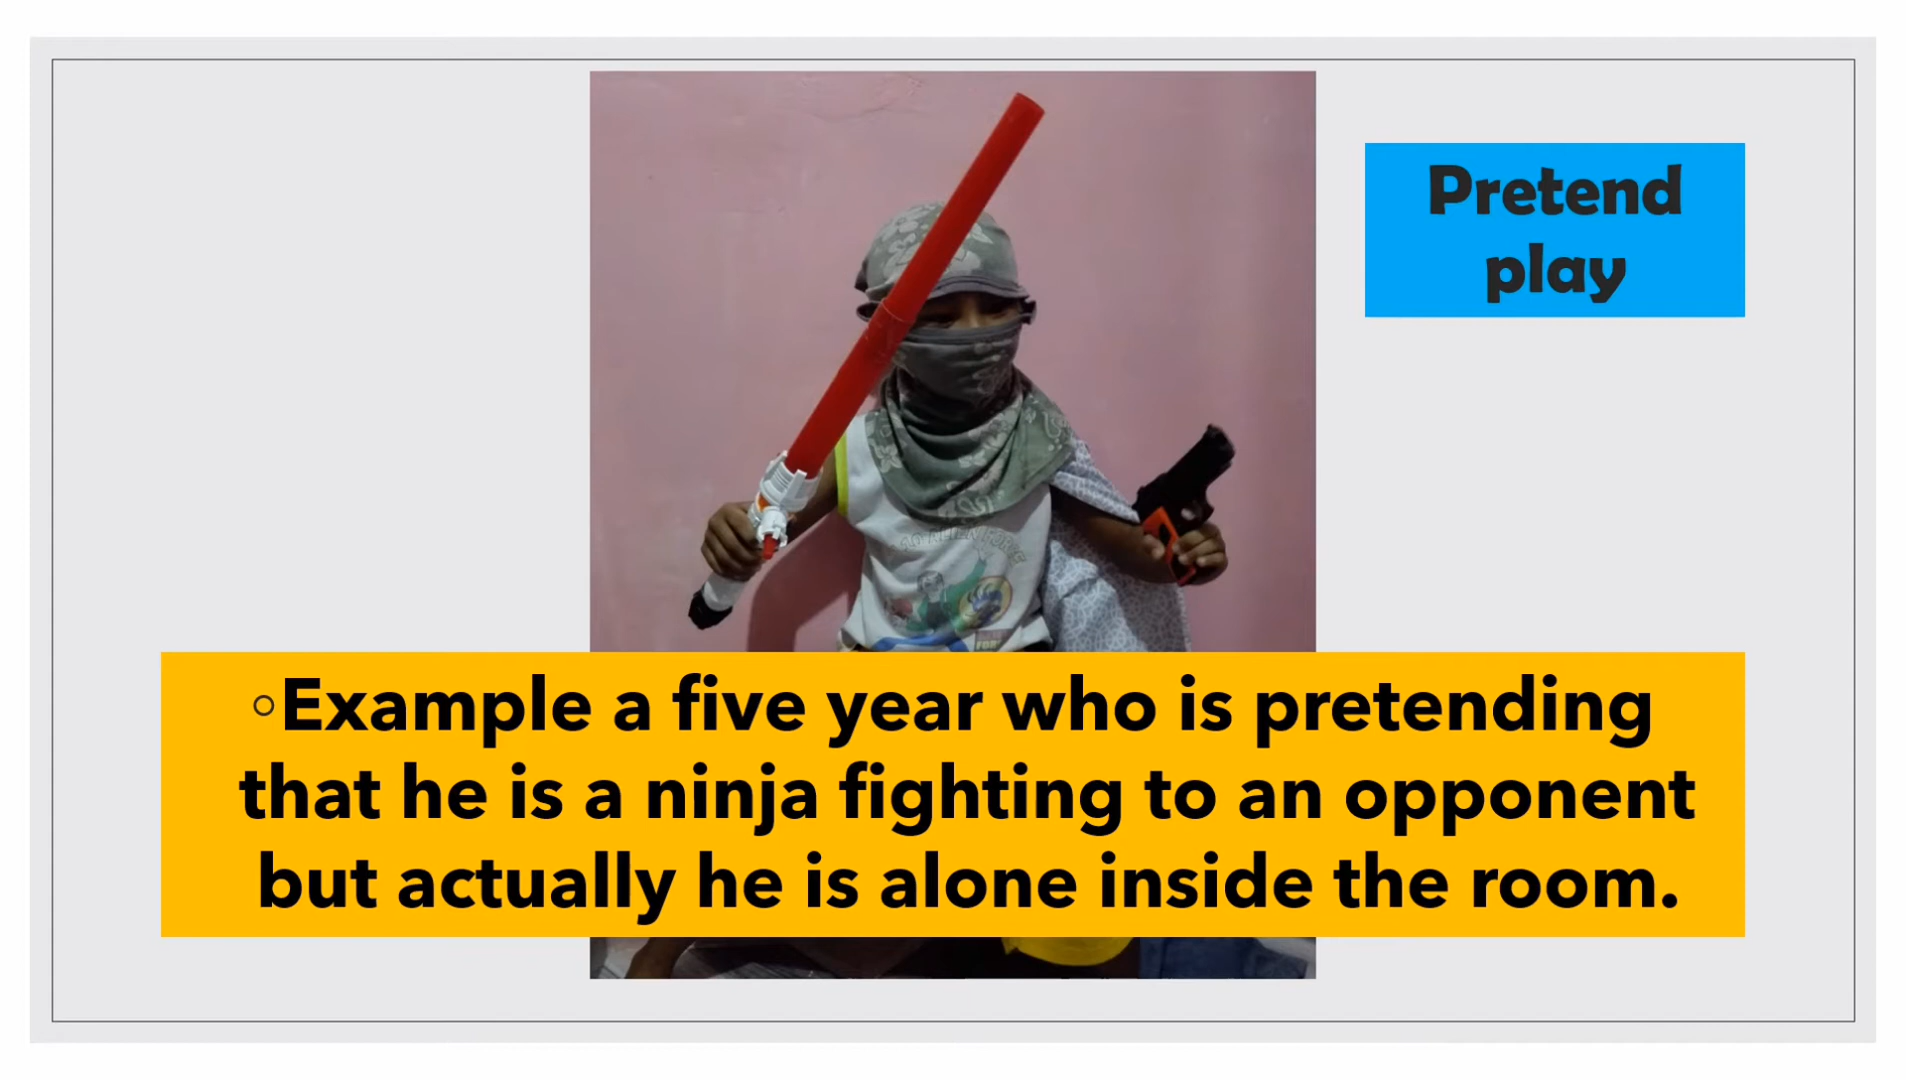 Pretend
play
◦Example a five year who is pretending
that he is a ninja fighting to an opponent
but actually he is alone inside the room.